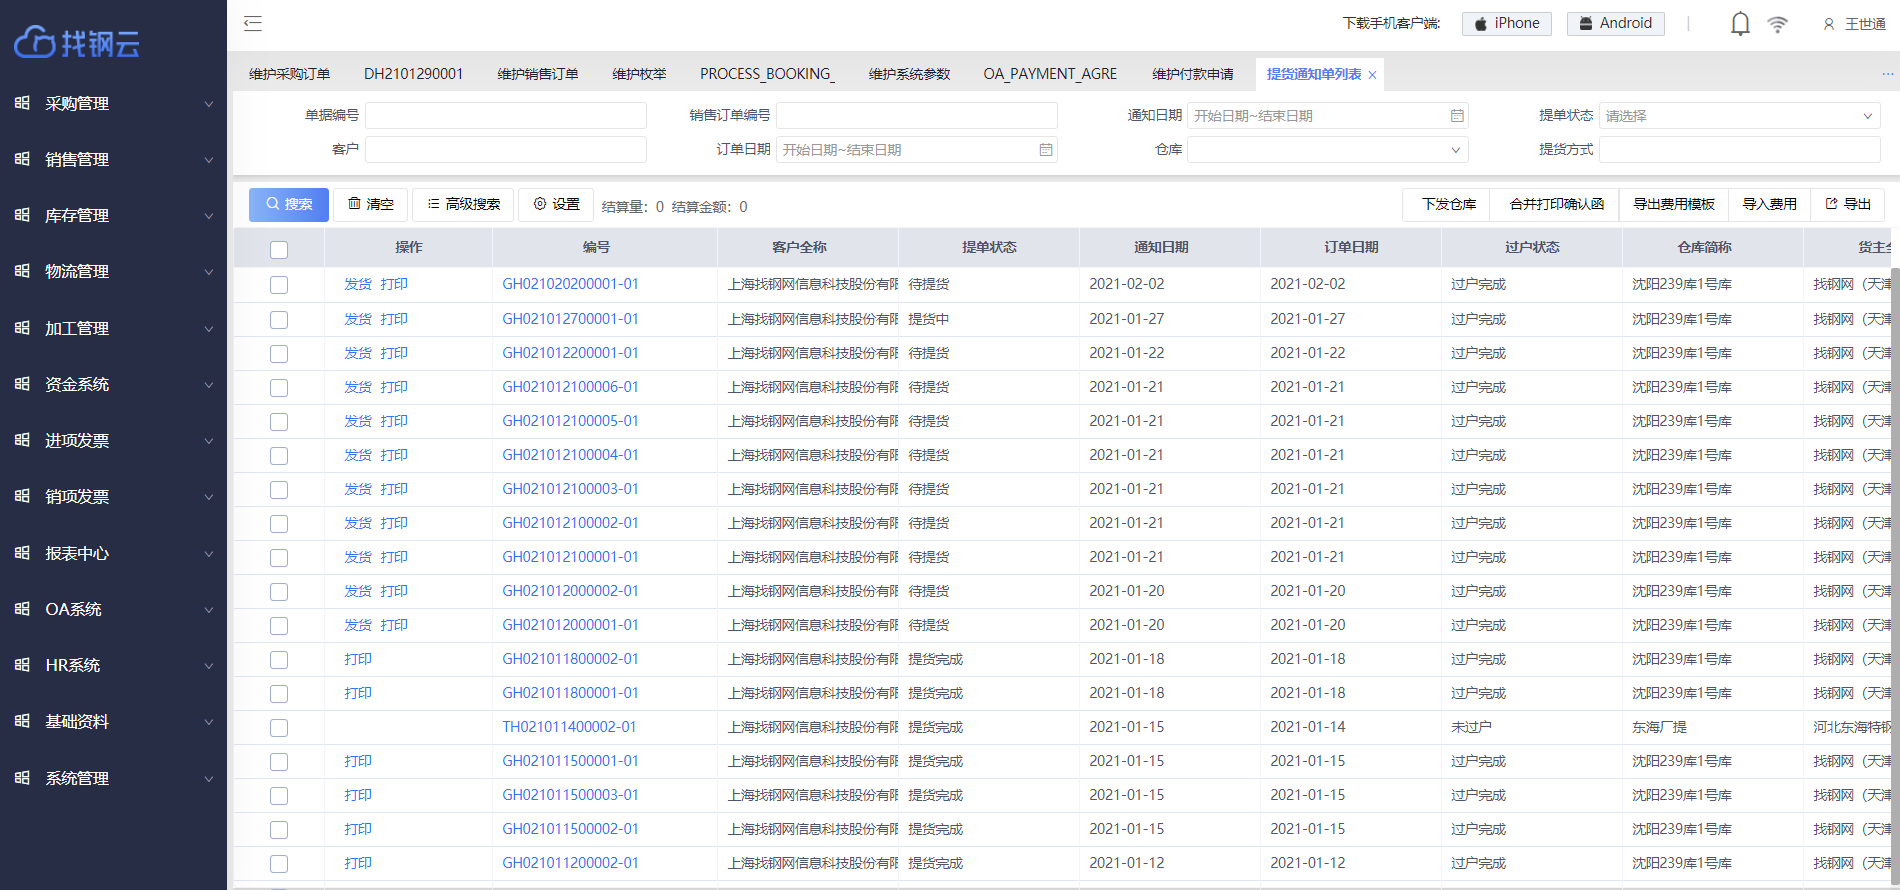 找钢云
下载手机客户端: iPhone Android 王世通
维护采购订单 DH2101290001 维护销售订单 维护枚举 PROCESS_BOOKING_ 维护系统参数 OA_PAYMENT_AGRE 维护付款申请 提货通知单列表 × ...
采购管理
销售管理
库存管理
物流管理
加工管理
资金系统
进项发票
销项发票
报表中心
OA系统
HR系统
基础资料
系统管理
单据编号 销售订单编号 通知日期 开始日期~结束日期 提单状态 请选择
客户 订单日期 开始日期~结束日期 仓库 提货方式
搜索 清空 高级搜索 设置 结算量: 0 结算金额: 0 下发仓库 合并打印确认函 导出费用模板 导入费用 导出
操作 编号 客户全称 提单状态 通知日期 订单日期 过户状态 仓库简称 货主
发货 打印 GH021020200001-01 上海找钢网信息科技股份有限 待提货 2021-02-02 2021-02-02 过户完成 沈阳239库1号库 找钢网（天津
发货 打印 GH021012700001-01 上海找钢网信息科技股份有限 提货中 2021-01-27 2021-01-27 过户完成 沈阳239库1号库 找钢网（天津
发货 打印 GH021012200001-01 上海找钢网信息科技股份有限 待提货 2021-01-22 2021-01-22 过户完成 沈阳239库1号库 找钢网（天津
发货 打印 GH021012100006-01 上海找钢网信息科技股份有限 待提货 2021-01-21 2021-01-21 过户完成 沈阳239库1号库 找钢网（天津
发货 打印 GH021012100005-01 上海找钢网信息科技股份有限 待提货 2021-01-21 2021-01-21 过户完成 沈阳239库1号库 找钢网（天津
发货 打印 GH021012100004-01 上海找钢网信息科技股份有限 待提货 2021-01-21 2021-01-21 过户完成 沈阳239库1号库 找钢网（天津
发货 打印 GH021012100003-01 上海找钢网信息科技股份有限 待提货 2021-01-21 2021-01-21 过户完成 沈阳239库1号库 找钢网（天津
发货 打印 GH021012100002-01 上海找钢网信息科技股份有限 待提货 2021-01-21 2021-01-21 过户完成 沈阳239库1号库 找钢网（天津
发货 打印 GH021012100001-01 上海找钢网信息科技股份有限 待提货 2021-01-21 2021-01-21 过户完成 沈阳239库1号库 找钢网（天津
发货 打印 GH021012000002-01 上海找钢网信息科技股份有限 待提货 2021-01-20 2021-01-20 过户完成 沈阳239库1号库 找钢网（天津
发货 打印 GH021012000001-01 上海找钢网信息科技股份有限 待提货 2021-01-20 2021-01-20 过户完成 沈阳239库1号库 找钢网（天津
打印 GH021011800002-01 上海找钢网信息科技股份有限 提货完成 2021-01-18 2021-01-18 过户完成 沈阳239库1号库 找钢网（天津
打印 GH021011800001-01 上海找钢网信息科技股份有限 提货完成 2021-01-18 2021-01-18 过户完成 沈阳239库1号库 找钢网（天津
TH021011400002-01 上海找钢网信息科技股份有限 提货完成 2021-01-15 2021-01-14 未过户 东海厂提 河北东海特钢
打印 GH021011500001-01 上海找钢网信息科技股份有限 提货完成 2021-01-15 2021-01-15 过户完成 沈阳239库1号库 找钢网（天津
打印 GH021011500003-01 上海找钢网信息科技股份有限 提货完成 2021-01-15 2021-01-15 过户完成 沈阳239库1号库 找钢网（天津
打印 GH021011500002-01 上海找钢网信息科技股份有限 提货完成 2021-01-15 2021-01-15 过户完成 沈阳239库1号库 找钢网（天津
打印 GH021011200002-01 上海找钢网信息科技股份有限 提货完成 2021-01-12 2021-01-12 过户完成 沈阳239库1号库 找钢网（天津